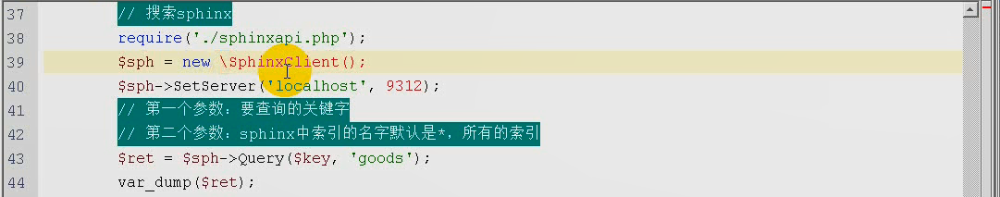 37 // 搜索sphinx
38 require('./sphinxapi.php');
39 $sph = new \SphinxClient();
40 $sph->SetServer('localhost', 9312);
41 // 第一个参数：要查询的关键字
42 // 第二个参数：sphinx中索引的名字默认是*，所有的索引
43 $ret = $sph->Query($key, 'goods');
44 var_dump($ret);